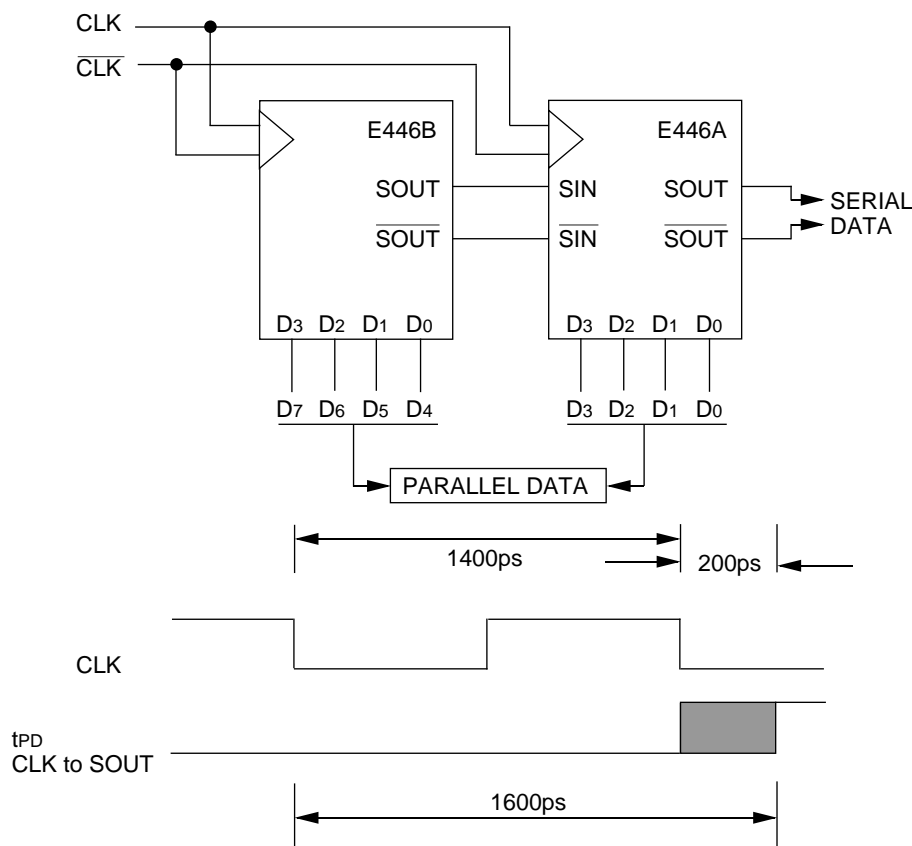 CLK
CLK
E446B
E446A
SOUT
SIN
SOUT
SERIAL
DATA
SOUT
SIN
SOUT
D3 D2 D1 D0
D3 D2 D1 D0
D7 D6 D5 D4
D3 D2 D1 D0
PARALLEL DATA
1400ps
200ps
CLK
tPD
CLK to SOUT
1600ps